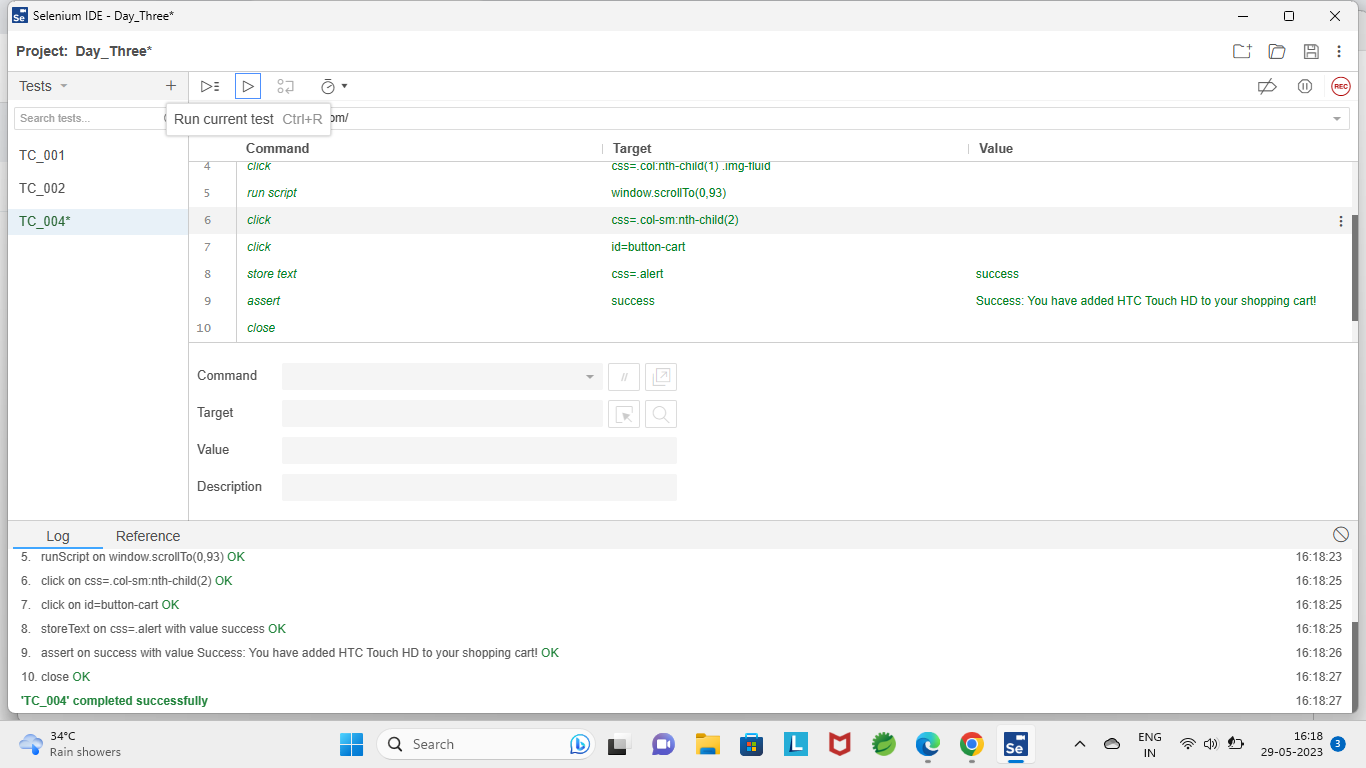 Selenium IDE - Day_Three*
Project: Day_Three*
Tests
Search tests...
Run current test Ctrl+R
om/
Command Target Value
TC_001
TC_002
TC_004*
4 click css=.col:nth-child(1) .img-fluid
5 run script window.scrollTo(0,93)
6 click css=.col-sm:nth-child(2)
7 click id=button-cart
8 store text css=.alert success
9 assert success Success: You have added HTC Touch HD to your shopping cart!
10 close
Command //
Target
Value
Description
Log Reference
5. runScript on window.scrollTo(0,93) OK 16:18:23
6. click on css=.col-sm:nth-child(2) OK 16:18:25
7. click on id=button-cart OK 16:18:25
8. storeText on css=.alert with value success OK 16:18:25
9. assert on success with value Success: You have added HTC Touch HD to your shopping cart! OK 16:18:26
10. close OK 16:18:27
'TC_004' completed successfully 16:18:27
34°C
Rain showers
Search
ENG
IN
16:18
29-05-2023
3
REC
Se
Se
L